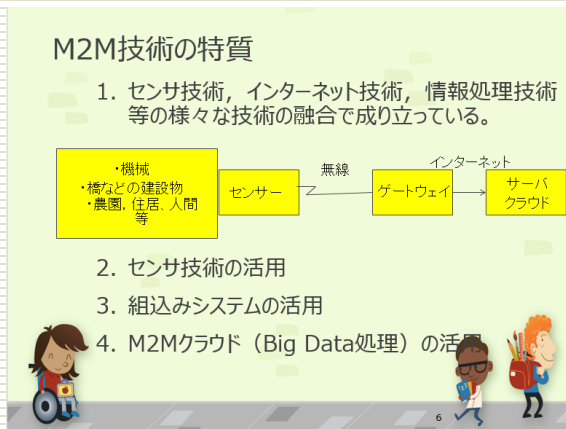 M2M技術の特質
1. センサ技術，インターネット技術，情報処理技術
等の様々な技術の融合で成り立っている。
・機械
・橋などの建設物
・農園，住居、人間
等
センサー
無線
ゲートウェイ
インターネット
サーバ
クラウド
2. センサ技術の活用
3. 組込みシステムの活用
4. M2Mクラウド（Big Data処理）の活用
6